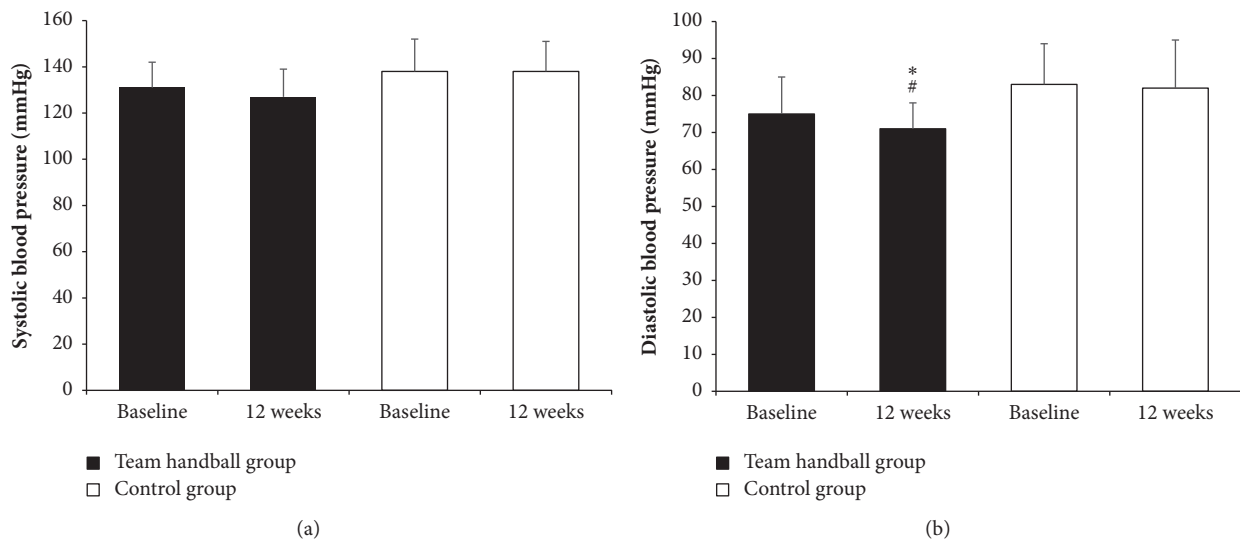 Systolic blood pressure (mmHg)
160
140
120
100
80
60
40
20
0
Baseline
12 weeks
Baseline
12 weeks
Team handball group
Control group
(a)
Diastolic blood pressure (mmHg)
100
90
80
70
60
50
40
30
20
10
0
*
#
Baseline
12 weeks
Baseline
12 weeks
Team handball group
Control group
(b)